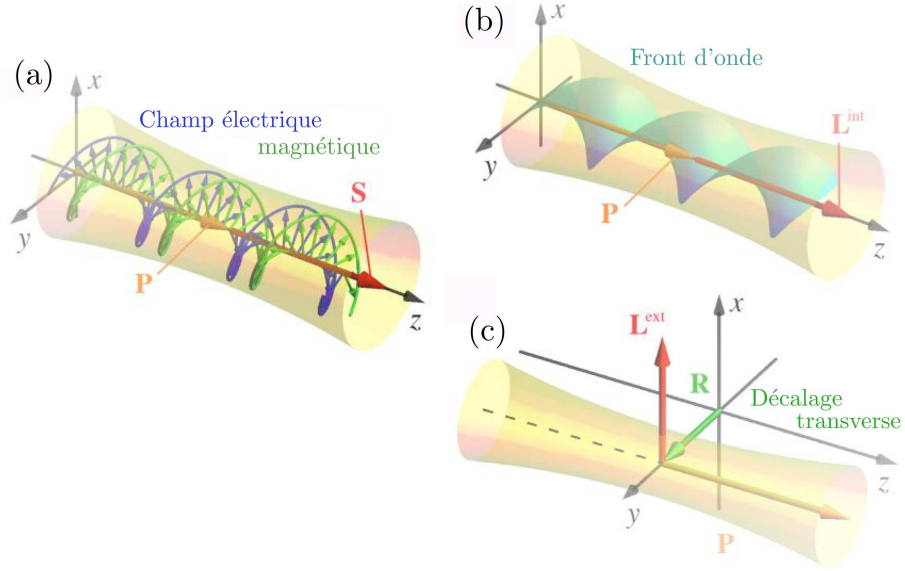 (a)
x
Champ électrique
magnétique
S
y
P
z
(b)
x
Front d'onde
L^int
y
P
z
(c)
x
L^ext
R
Décalage
transverse
z
y
P